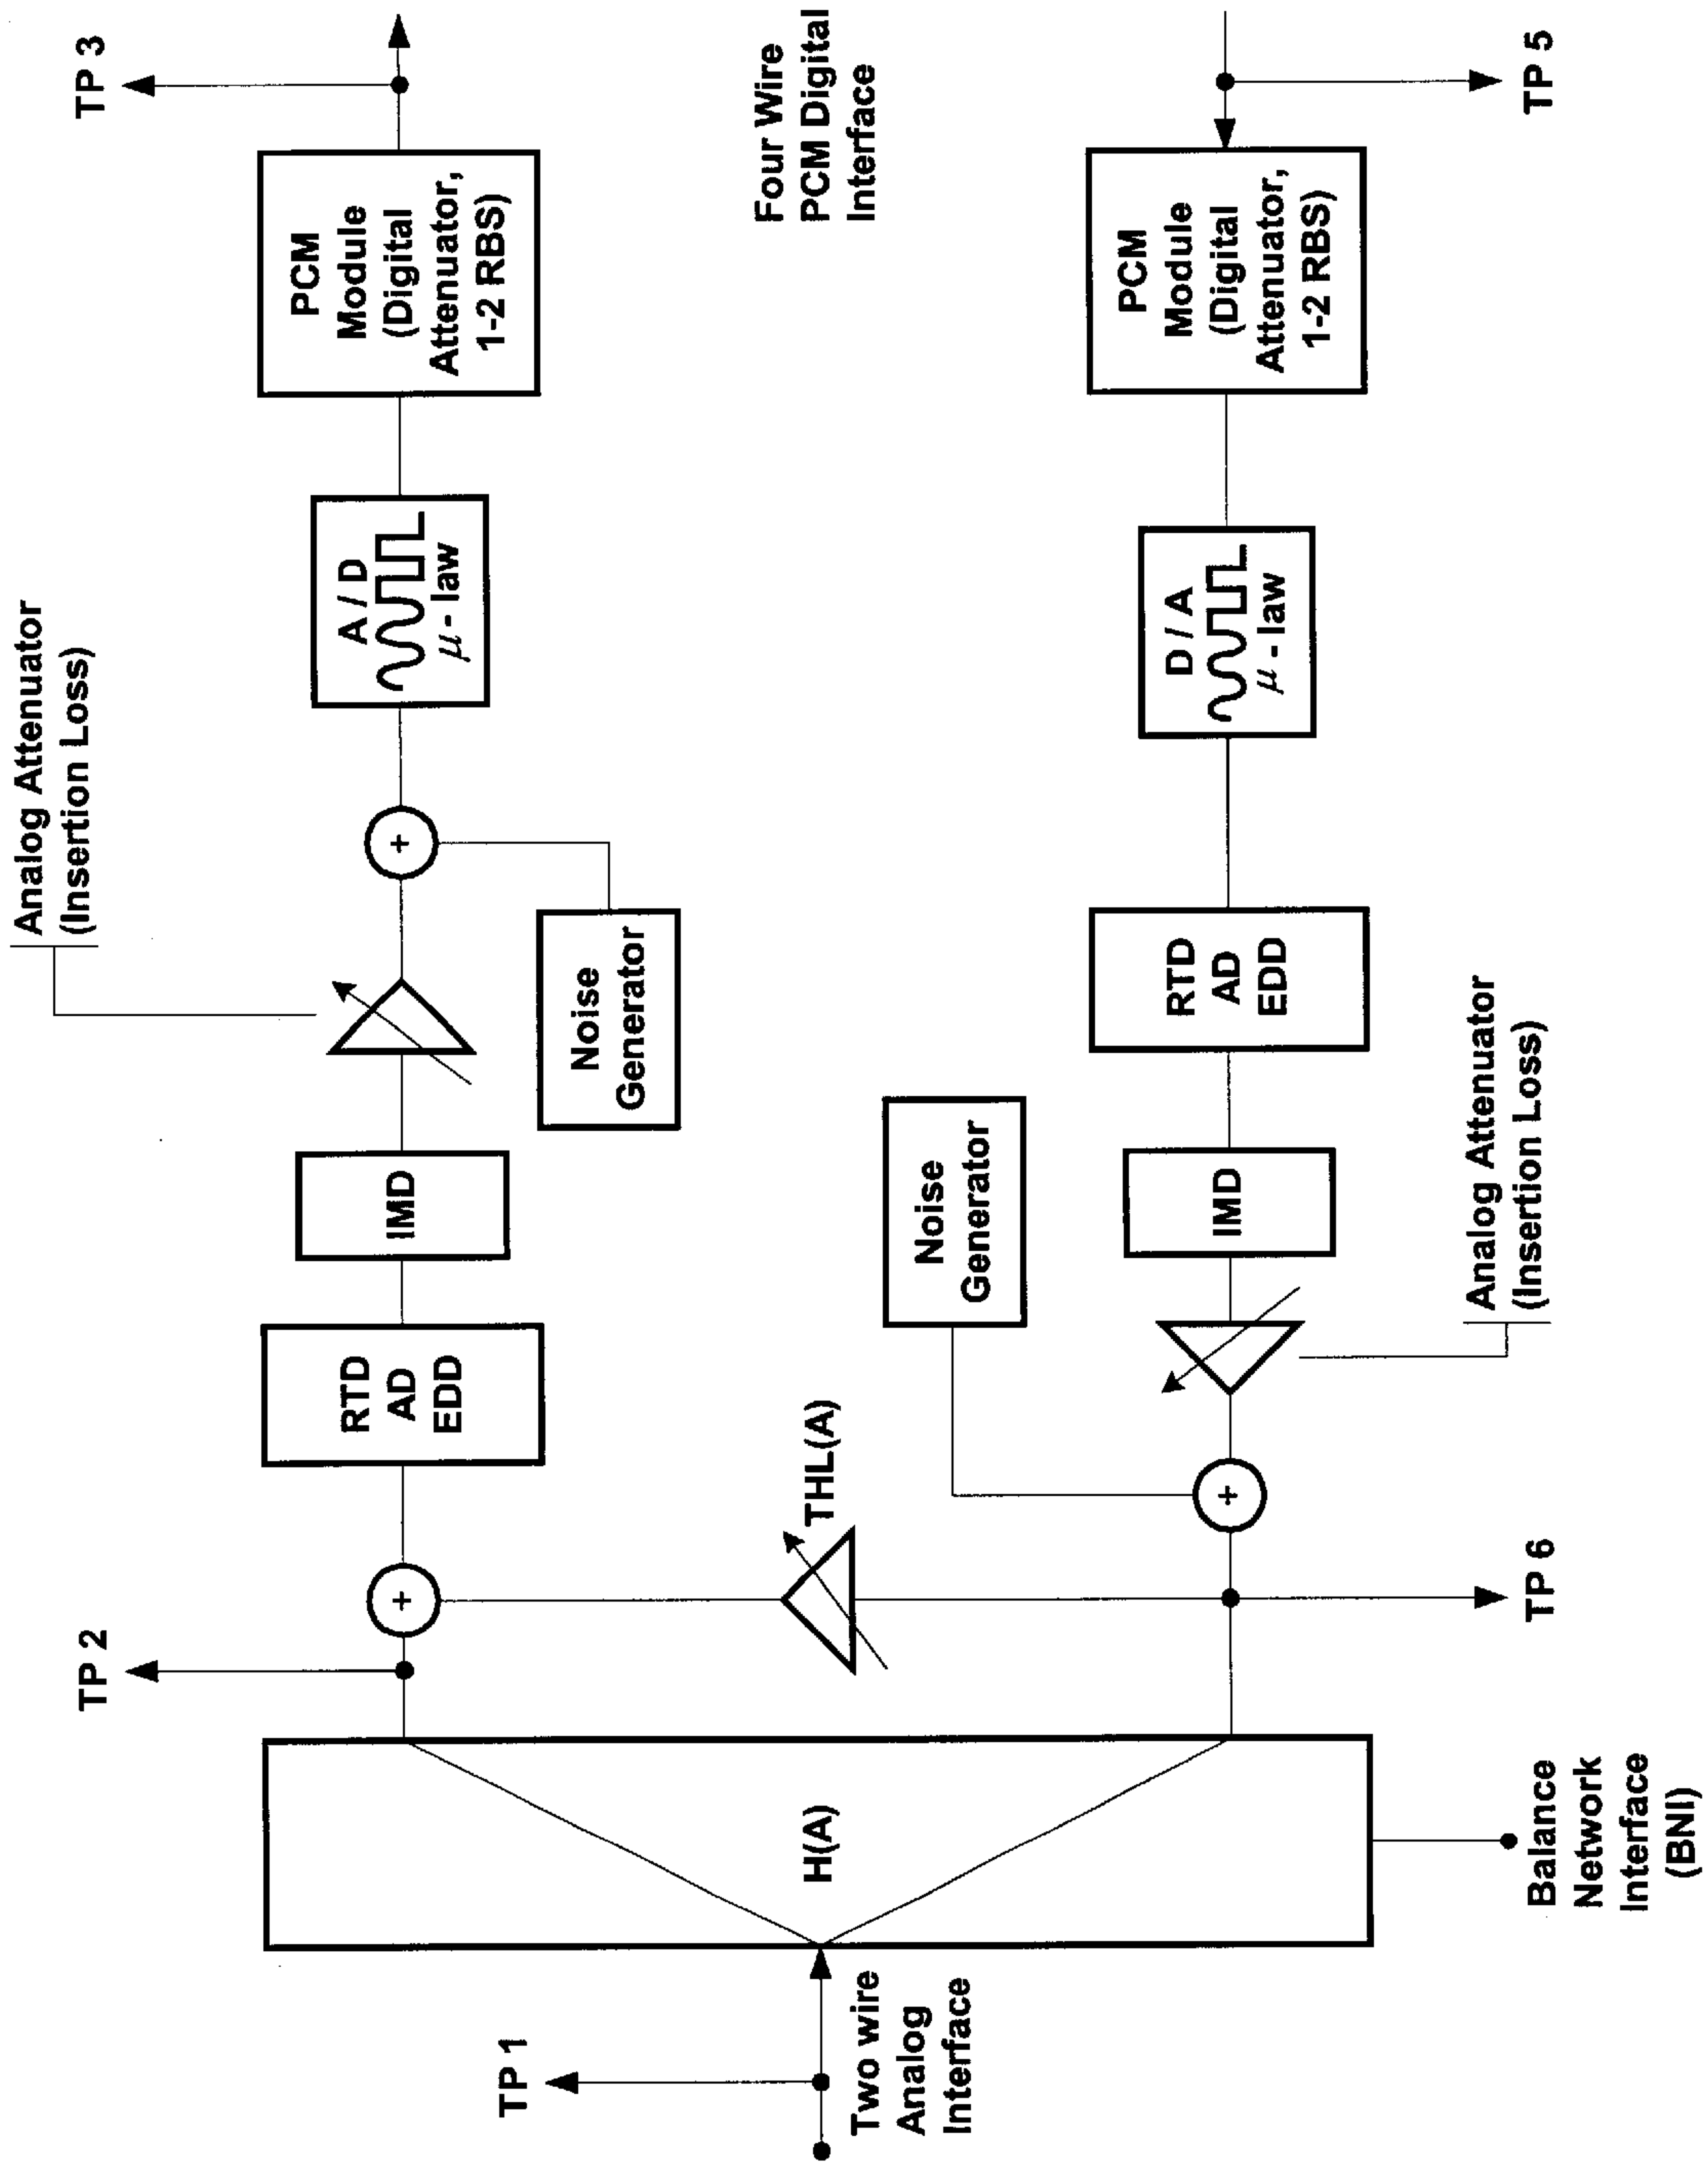 TP 1
Two wire
Analog
Interface
H(A)
Balance
Network
Interface
(BNI)
TP 2
+
THL(A)
TP 6
RTD
AD
EDD
IMD
Analog Attenuator
(Insertion Loss)
+
Noise
Generator
A / D
μ - law
PCM
Module
(Digital
Attenuator,
1-2 RBS)
TP 3
Four Wire
PCM Digital
Interface
+
Noise
Generator
Analog Attenuator
(Insertion Loss)
IMD
RTD
AD
EDD
D / A
μ - law
PCM
Module
(Digital
Attenuator,
1-2 RBS)
TP 5